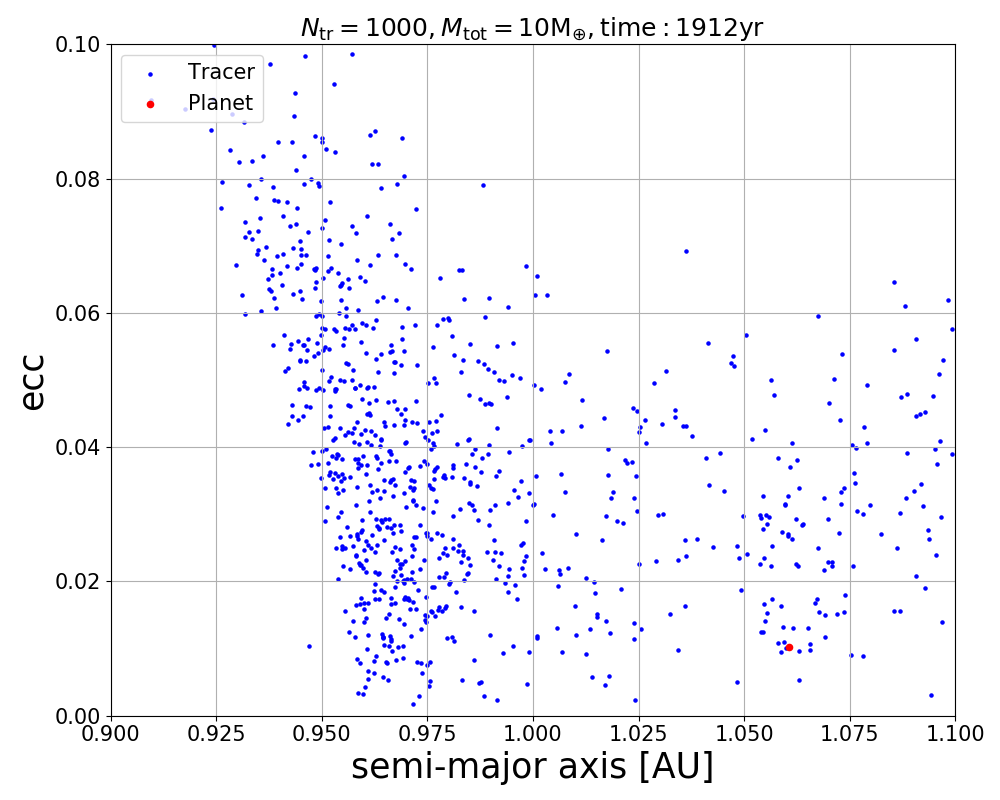 N_tr = 1000, M_tot = 10M_⊕, time : 1912yr
Tracer
Planet
0.10
0.08
0.06
0.04
0.02
0.00
ecc
0.900 0.925 0.950 0.975 1.000 1.025 1.050 1.075 1.100
semi-major axis [AU]